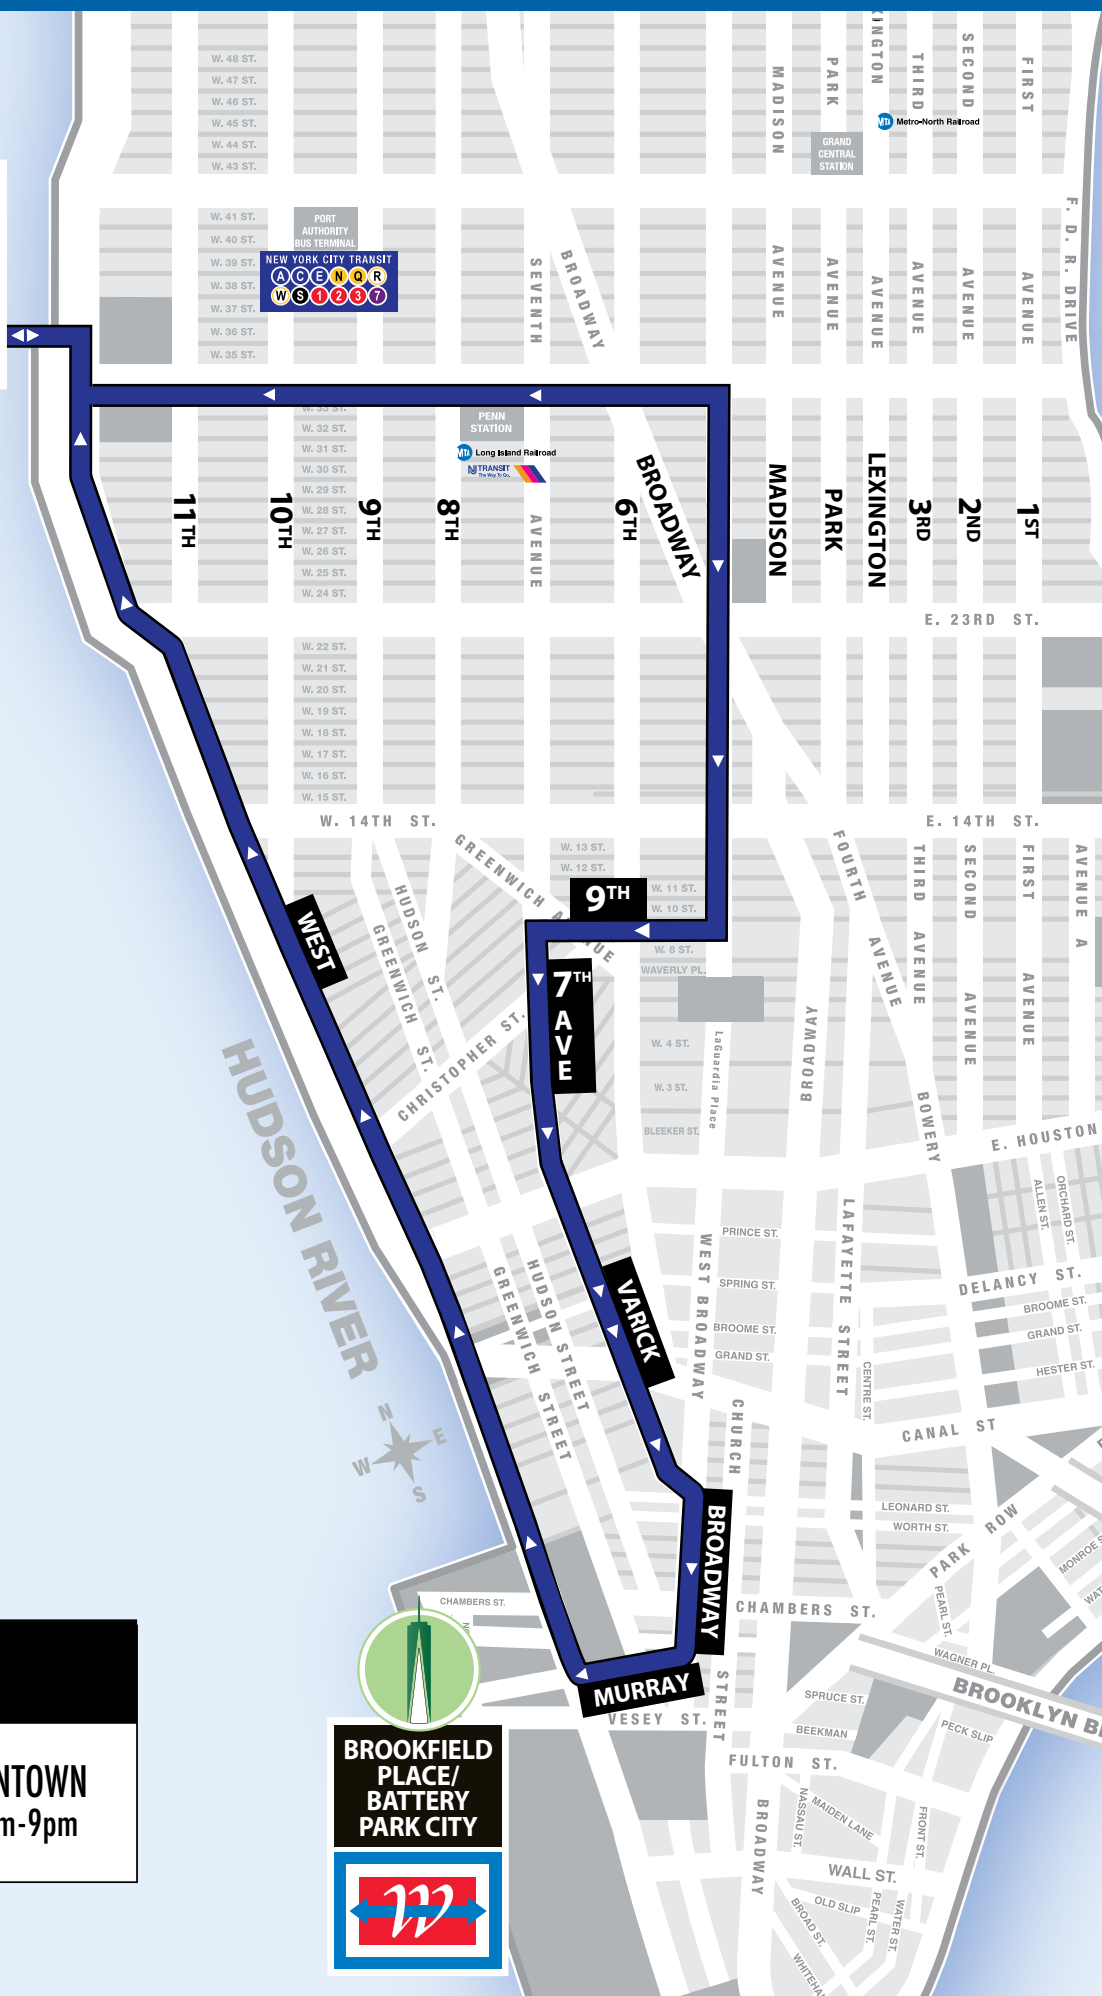 W. 48 ST.
W. 47 ST.
W. 46 ST.
W. 45 ST.
W. 44 ST.
W. 43 ST.
MADISON
PARK
THIRD
SECOND
FIRST
MTA Metro-North Railroad
GRAND
CENTRAL
STATION
W. 41 ST.
W. 40 ST.
W. 39 ST.
W. 38 ST.
W. 37 ST.
W. 36 ST.
W. 35 ST.
PORT
AUTHORITY
BUS TERMINAL
NEW YORK CITY TRANSIT
A C E N Q R
W S 1 2 3 7
SEVENTH
BROADWAY
AVENUE
AVENUE
AVENUE
AVENUE
AVENUE
AVENUE
F. D. R. DRIVE
W. 33 ST.
W. 32 ST.
W. 31 ST.
W. 30 ST.
W. 29 ST.
W. 28 ST.
W. 27 ST.
W. 26 ST.
W. 25 ST.
W. 24 ST.
PENN
STATION
MTA Long Island Railroad
NJ TRANSIT
The Way To Go.
11TH
10TH
9TH
8TH
AVENUE
6TH
BROADWAY
MADISON
PARK
LEXINGTON
3RD
2ND
1ST
E. 23RD ST.
W. 22 ST.
W. 21 ST.
W. 20 ST.
W. 19 ST.
W. 18 ST.
W. 17 ST.
W. 16 ST.
W. 15 ST.
W. 14TH ST.
E. 14TH ST.
W. 13 ST.
W. 12 ST.
W. 11 ST.
W. 10 ST.
W. 8 ST.
WAVERLY PL.
W. 4 ST.
W. 3 ST.
BLEEKER ST.
GREENWICH AVENUE
HUDSON ST.
GREENWICH ST.
CHRISTOPHER ST.
9TH
7TH
AVE
WEST
LaGuardia Place
BROADWAY
FOURTH AVENUE
THIRD AVENUE
SECOND AVENUE
FIRST AVENUE
AVENUE A
BOWERY
E. HOUSTON
HUDSON RIVER
N
E
S
W
HUDSON STREET
GREENWICH STREET
VARICK
WEST BROADWAY
PRINCE ST.
SPRING ST.
BROOME ST.
GRAND ST.
LAFAYETTE STREET
CENTRE ST.
ALLEN ST.
ORCHARD ST.
DELANCY ST.
BROOME ST.
GRAND ST.
HESTER ST.
CANAL ST
CHURCH STREET
BROADWAY
LEONARD ST.
WORTH ST.
PARK ROW
PEARL ST.
CHAMBERS ST.
CHAMBERS ST.
MURRAY
VESEY ST.
WAGNER PL.
BROOKLYN
SPRUCE ST.
BEEKMAN
PECK SLIP
FULTON ST.
NASSAU ST.
MAIDEN LANE
FRONT ST.
BROADWAY
WALL ST.
OLD SLIP
BROAD ST.
PEARL ST.
WATER ST.
BROOKFIELD
PLACE/
BATTERY
PARK CITY
W
NTOWN
m-9pm